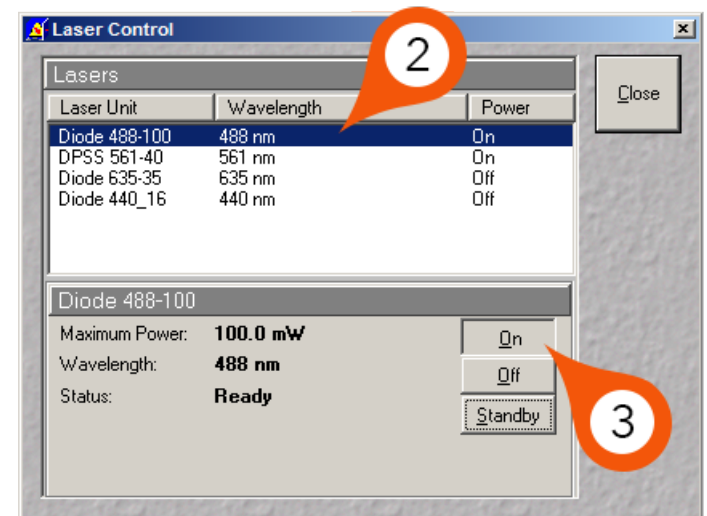 Laser Control
2
Lasers
Close
Laser Unit Wavelength Power
Diode 488-100 488 nm On
DPSS 561-40 561 nm On
Diode 635-35 635 nm Off
Diode 440_16 440 nm Off
Diode 488-100
Maximum Power: 100.0 mW On
Wavelength: 488 nm Off
Status: Ready Standby
3